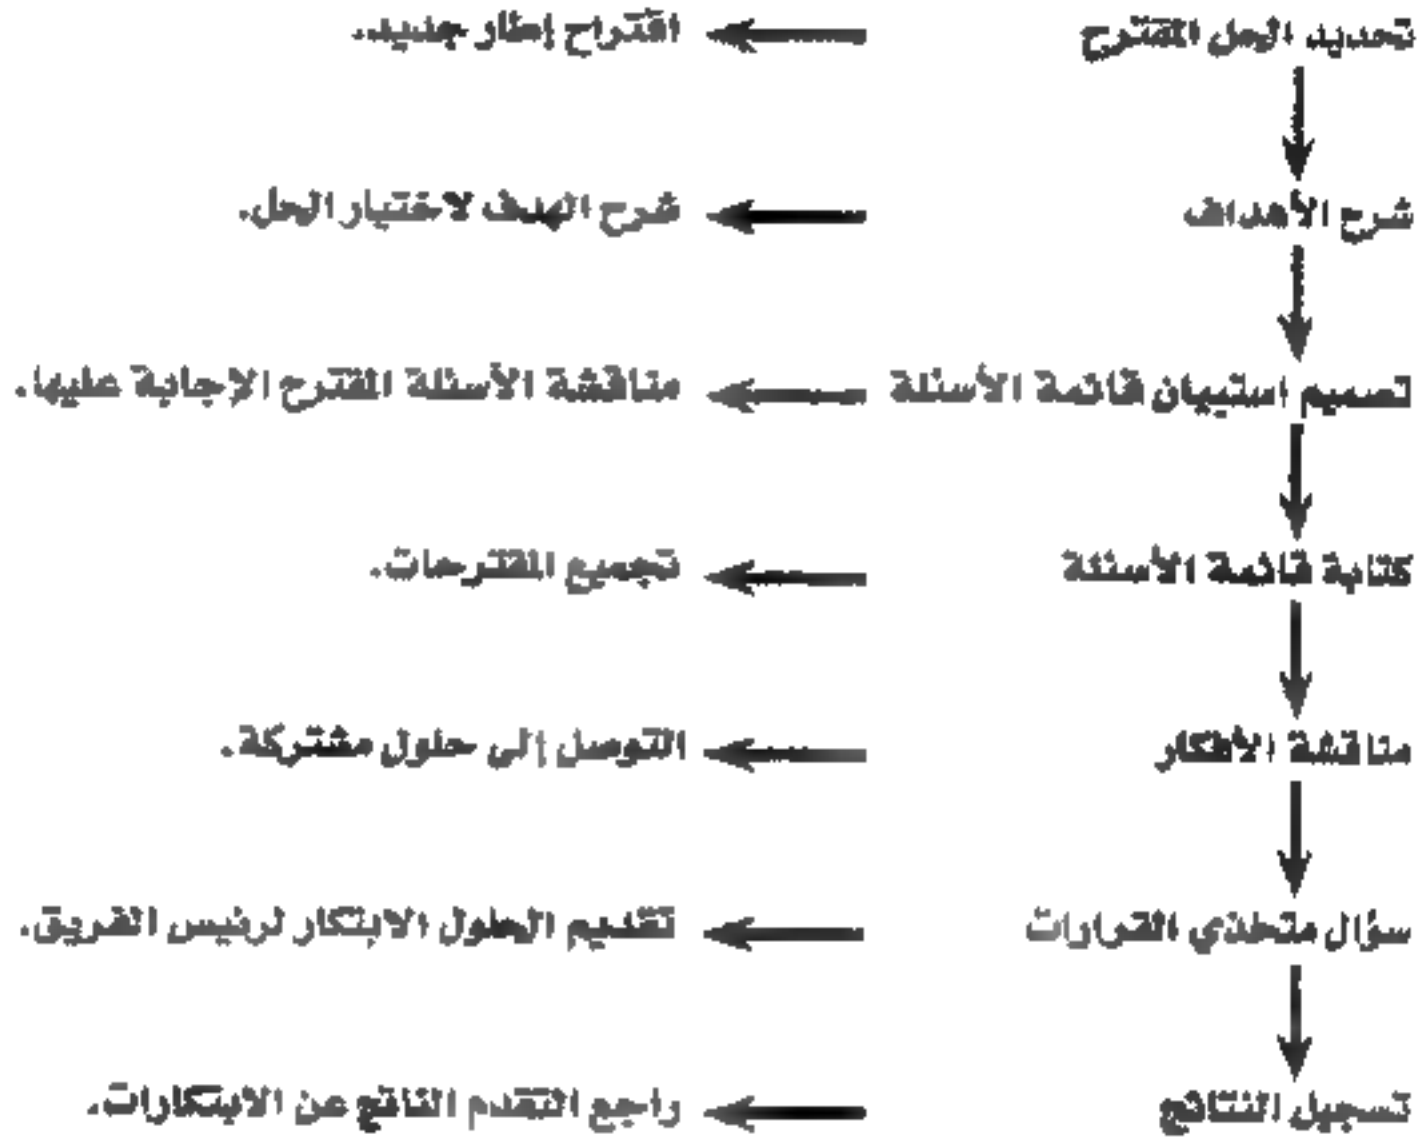 تحديد الحل المقترح اقتراح إطار جديد.
شرح الأهداف شرح الهدف لاختيار الحل.
تصميم استبيان قائمة الأسئلة مناقشة الأسئلة المقترح الإجابة عليها.
كتابة قائمة الأسئلة تجميع المقترحات.
مناقشة الأفكار التوصل إلى حلول مشتركة.
سؤال متخذي القرارات تقديم الحلول الابتكار لرئيس الفريق.
تسجيل النتائج راجع التقدم الناتج عن الابتكارات.